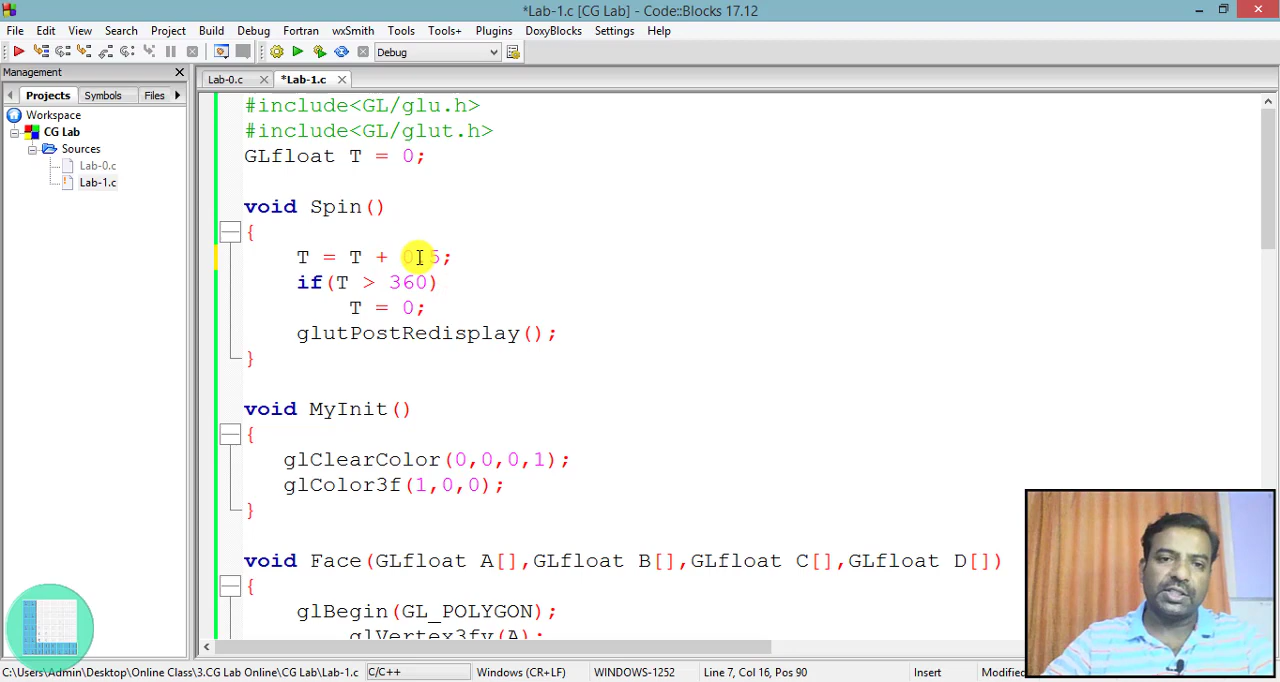 *Lab-1.c [CG Lab] - Code::Blocks 17.12
File Edit View Search Project Build Debug Fortran wxSmith Tools Tools+ Plugins DoxyBlocks Settings Help
Debug
Management
Projects Symbols Files
Lab-0.c *Lab-1.c
Workspace
CG Lab
Sources
Lab-0.c
Lab-1.c
#include<GL/glu.h>
#include<GL/glut.h>
GLfloat T = 0;
void Spin()
{
T = T + 0.5;
if(T > 360)
T = 0;
glutPostRedisplay();
}
void MyInit()
{
glClearColor(0,0,0,1);
glColor3f(1,0,0);
}
void Face(GLfloat A[],GLfloat B[],GLfloat C[],GLfloat D[])
{
glBegin(GL_POLYGON);
glVertex3fv(A);
C:\Users\Admin\Desktop\Online Class\3.CG Lab Online\CG Lab\Lab-1.c C/C++ Windows (CR+LF) WINDOWS-1252 Line 7, Col 16, Pos 90 Insert Modified